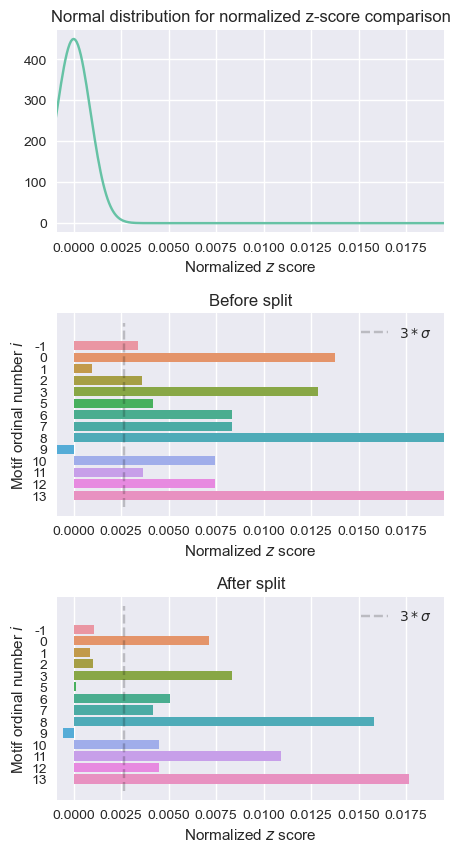 Normal distribution for normalized z-score comparison
400
300
200
100
0
0.0000 0.0025 0.0050 0.0075 0.0100 0.0125 0.0150 0.0175
Normalized z score
Before split
3 * σ
Motif ordinal number i
-1
0
1
2
3
5
6
7
8
9
10
11
12
13
0.0000 0.0025 0.0050 0.0075 0.0100 0.0125 0.0150 0.0175
Normalized z score
After split
3 * σ
Motif ordinal number i
-1
0
1
2
3
5
6
7
8
9
10
11
12
13
0.0000 0.0025 0.0050 0.0075 0.0100 0.0125 0.0150 0.0175
Normalized z score